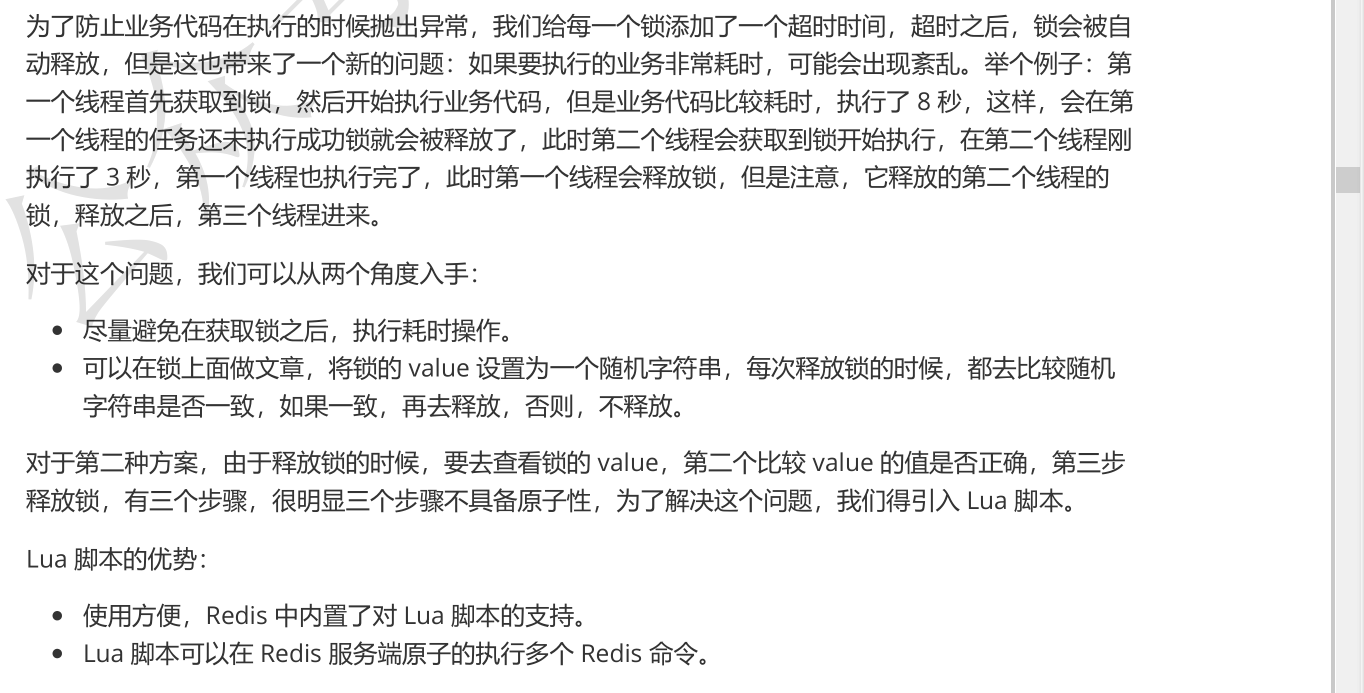 为了防止业务代码在执行的时候抛出异常，我们给每一个锁添加了一个超时时间，超时之后，锁会被自
动释放，但是这也带来了一个新的问题：如果要执行的业务非常耗时，可能会出现紊乱。举个例子：第
一个线程首先获取到锁，然后开始执行业务代码，但是业务代码比较耗时，执行了 8 秒，这样，会在第
一个线程的任务还未执行成功锁就会被释放了，此时第二个线程会获取到锁开始执行，在第二个线程刚
执行了 3 秒，第一个线程也执行完了，此时第一个线程会释放锁，但是注意，它释放的第二个线程的
锁，释放之后，第三个线程进来。
对于这个问题，我们可以从两个角度入手：
• 尽量避免在获取锁之后，执行耗时操作。
• 可以在锁上面做文章，将锁的 value 设置为一个随机字符串，每次释放锁的时候，都去比较随机
字符串是否一致，如果一致，再去释放，否则，不释放。
对于第二种方案，由于释放锁的时候，要去查看锁的 value，第二个比较 value 的值是否正确，第三步
释放锁，有三个步骤，很明显三个步骤不具备原子性，为了解决这个问题，我们得引入 Lua 脚本。
Lua 脚本的优势：
• 使用方便，Redis 中内置了对 Lua 脚本的支持。
• Lua 脚本可以在 Redis 服务端原子的执行多个 Redis 命令。
公众